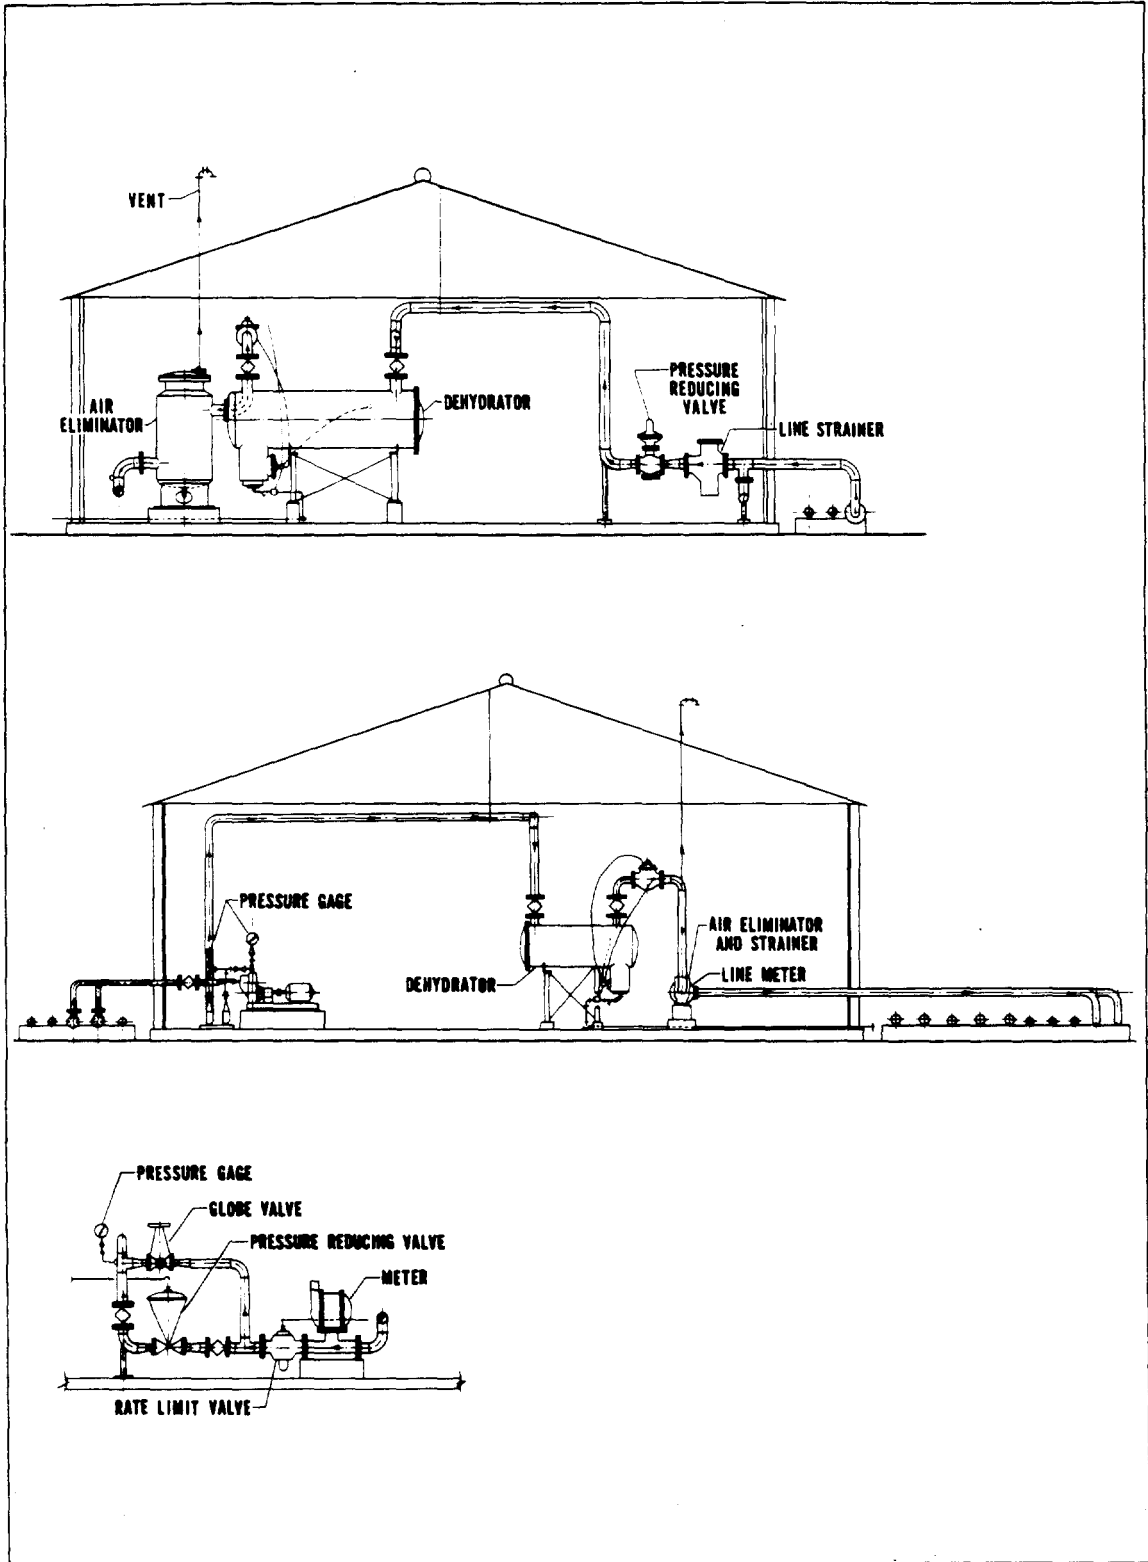 VENT
AIR
ELIMINATOR
DEHYDRATOR
PRESSURE
REDUCING
VALVE
LINE STRAINER
PRESSURE GAGE
DEHYDRATOR
AIR ELIMINATOR
AND STRAINER
LINE METER
PRESSURE GAGE
GLOBE VALVE
PRESSURE REDUCING VALVE
METER
RATE LIMIT VALVE